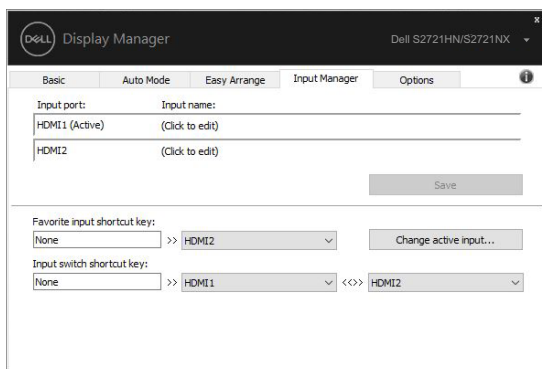 x
DELL Display Manager Dell S2721HN/S2721NX
Basic Auto Mode Easy Arrange Input Manager Options i
Input port: Input name:
HDMI1 (Active) (Click to edit)
HDMI2 (Click to edit)
Save
Favorite input shortcut key:
None >> HDMI2 Change active input...
Input switch shortcut key:
None >> HDMI1 <<>> HDMI2